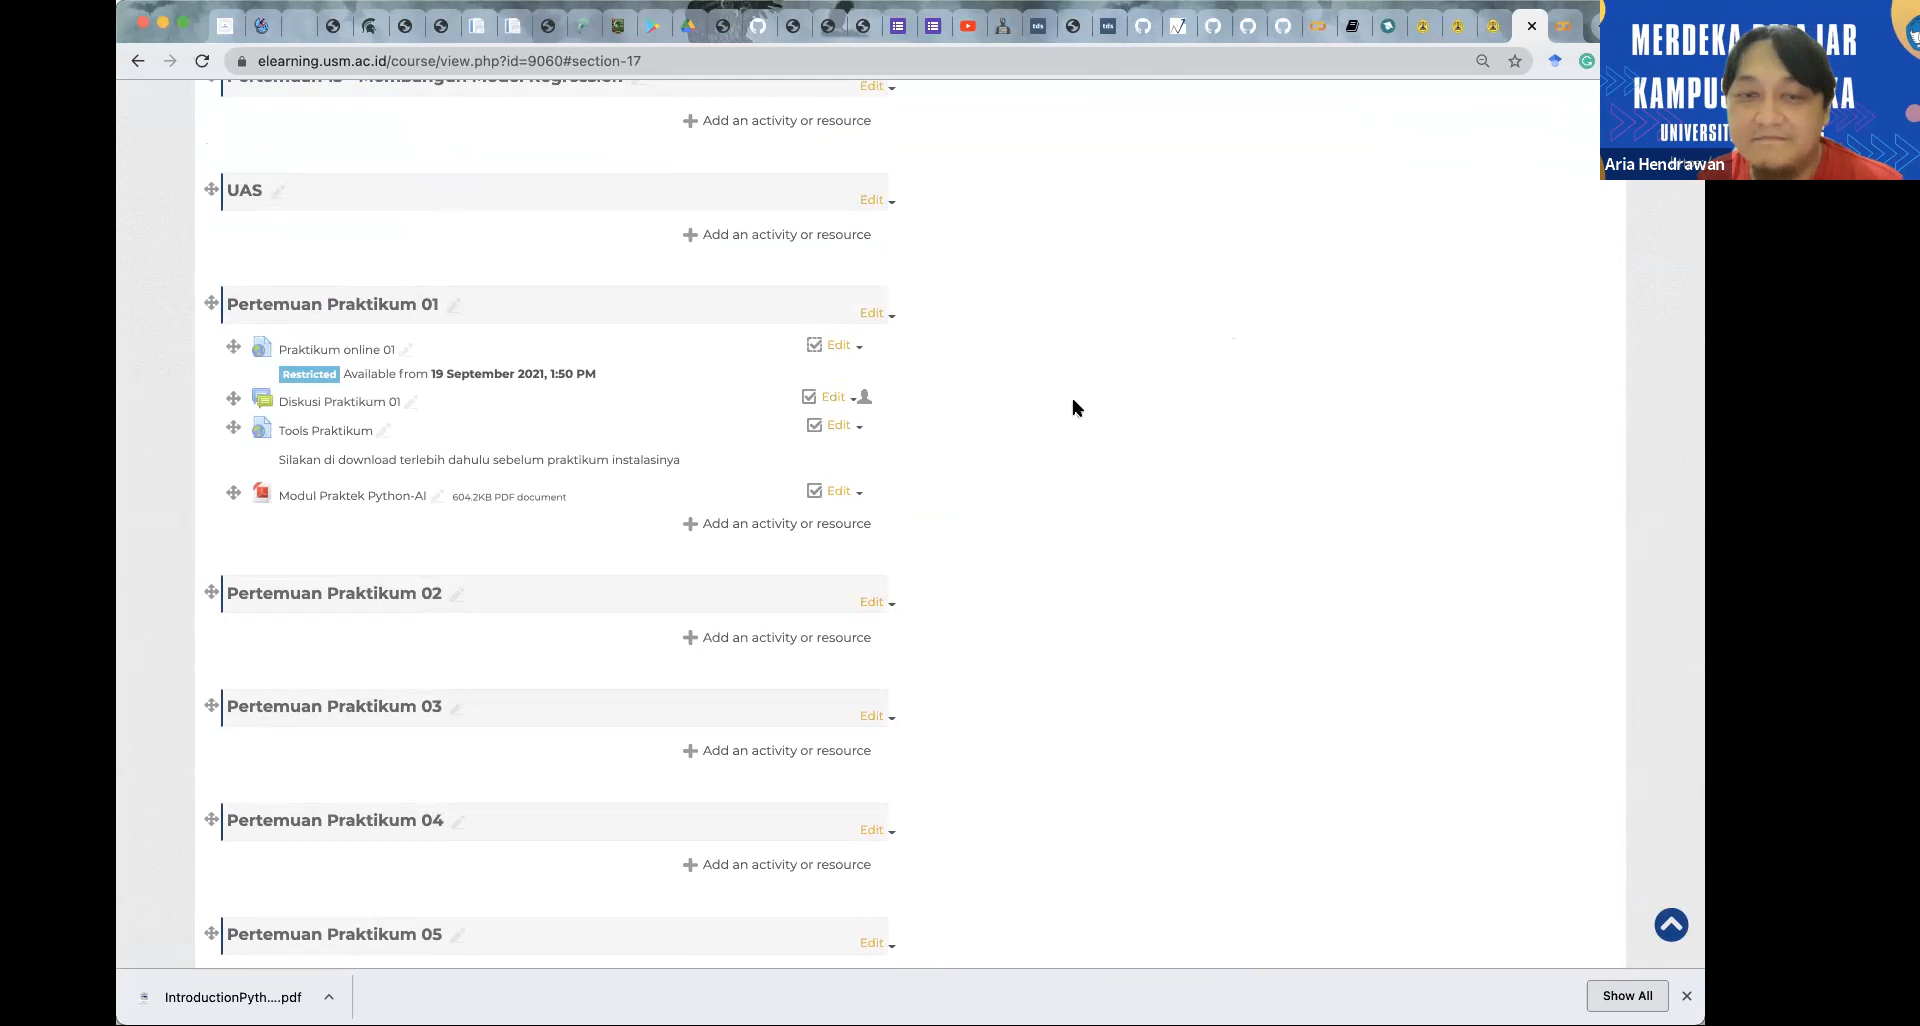 MERDEKA BELAJAR
KAMPUS
UNIVERSIT
Aria Hendrawan
tds
tds
elearning.usm.ac.id/course/view.php?id=9060#section-17
Edit
Add an activity or resource
UAS
Edit
Add an activity or resource
Pertemuan Praktikum 01
Edit
Praktikum online 01
Edit
Restricted Available from 19 September 2021, 1:50 PM
Diskusi Praktikum 01
Edit
Tools Praktikum
Edit
Silakan di download terlebih dahulu sebelum praktikum instalasinya
Modul Praktek Python-AI 604.2KB PDF document
Edit
Add an activity or resource
Pertemuan Praktikum 02
Edit
Add an activity or resource
Pertemuan Praktikum 03
Edit
Add an activity or resource
Pertemuan Praktikum 04
Edit
Add an activity or resource
Pertemuan Praktikum 05
Edit
IntroductionPyth....pdf
Show All